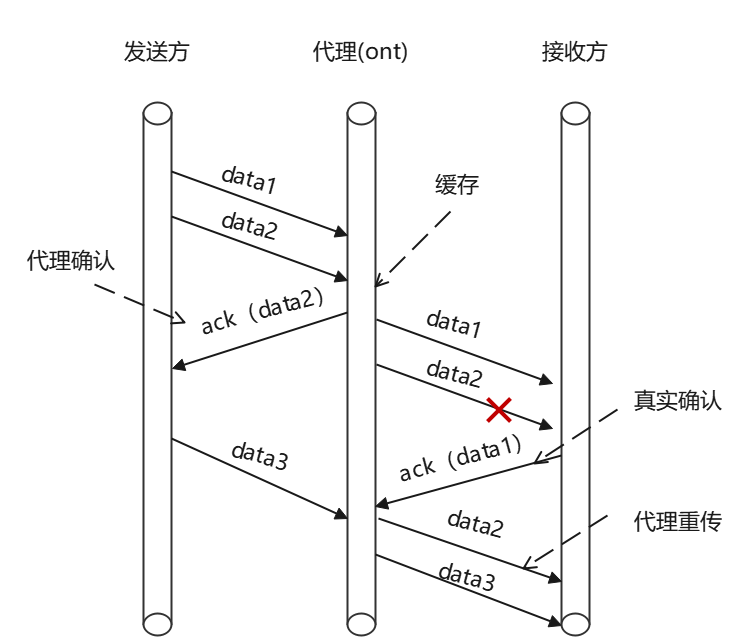 发送方
代理(ont)
接收方
data1
缓存
data2
代理确认
ack（data2）
data1
data2
真实确认
data3
ack（data1）
data2
代理重传
data3